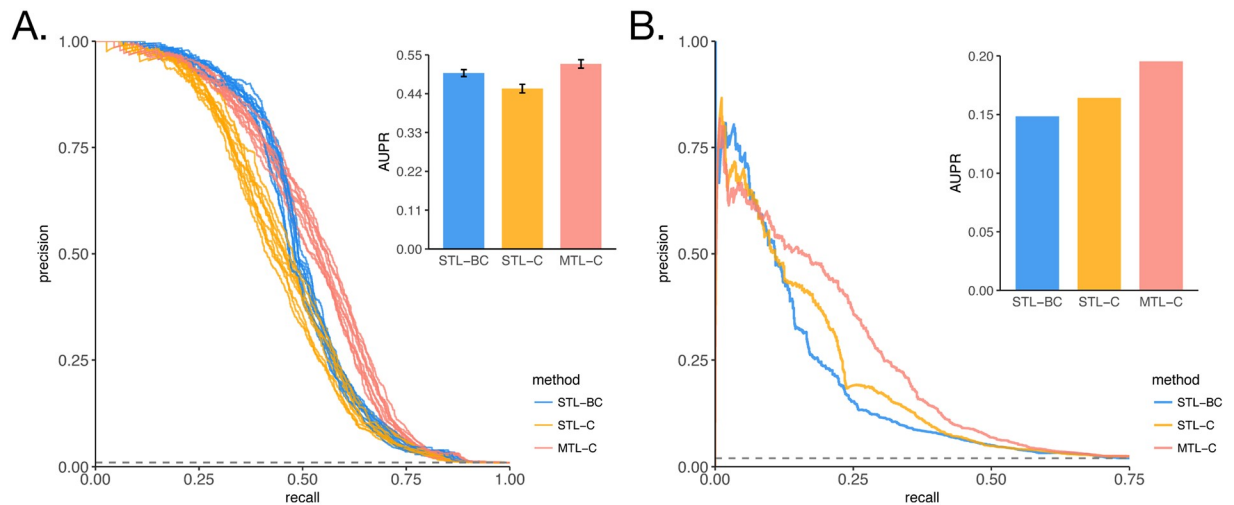 A.
1.00
0.75
0.50
0.25
0.00
precision
0.00
0.25
0.50
0.75
1.00
recall
0.55
0.44
0.33
0.22
0.11
0.00
AUPR
STL−BC
STL−C
MTL−C
method
STL−BC
STL−C
MTL−C
B.
1.00
0.75
0.50
0.25
0.00
precision
0.00
0.25
0.50
0.75
recall
0.20
0.15
0.10
0.05
0.00
AUPR
STL−BC
STL−C
MTL−C
method
STL−BC
STL−C
MTL−C